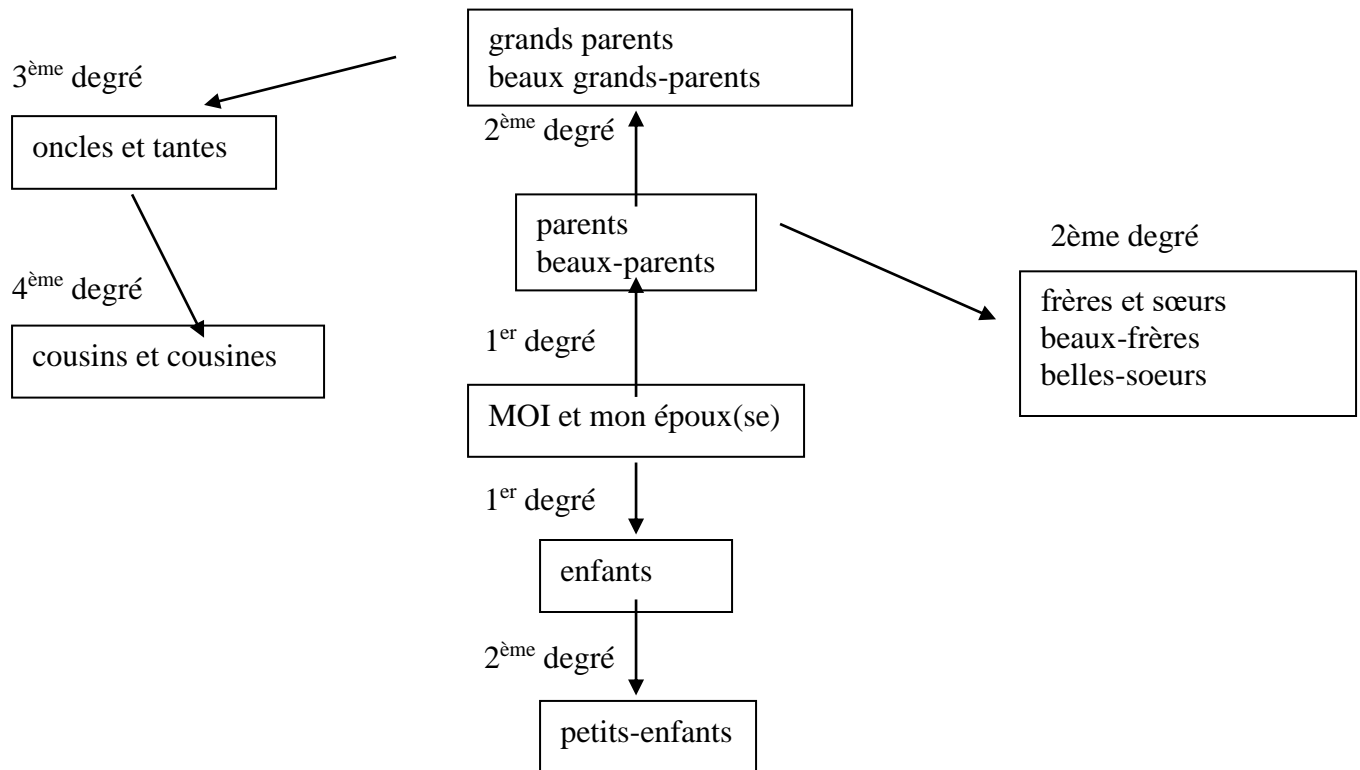 grands parents
beaux grands-parents
3ème degré
2ème degré
oncles et tantes
parents
beaux-parents
2ème degré
4ème degré
frères et sœurs
beaux-frères
belles-soeurs
cousins et cousines
1er degré
MOI et mon époux(se)
1er degré
enfants
2ème degré
petits-enfants